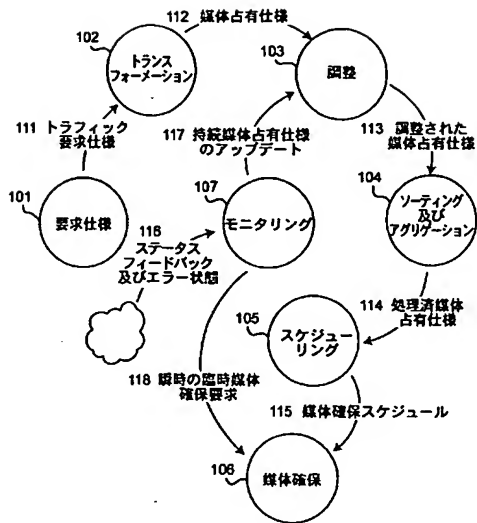 112 媒体占有仕様
102
トランス
フォーメーション
103
調整
111 トラフィック
要求仕様
117 持続媒体占有仕様
のアップデート
113 調整された
媒体占有仕様
101
要求仕様
107
モニタリング
104
ソーティング
及び
アグリゲーション
116
ステータス
フィードバック
及びエラー状態
114 処理済媒体
占有仕様
105
スケジュー
リング
118 瞬時の臨時媒体
確保要求
115 媒体確保スケジュール
106
媒体確保